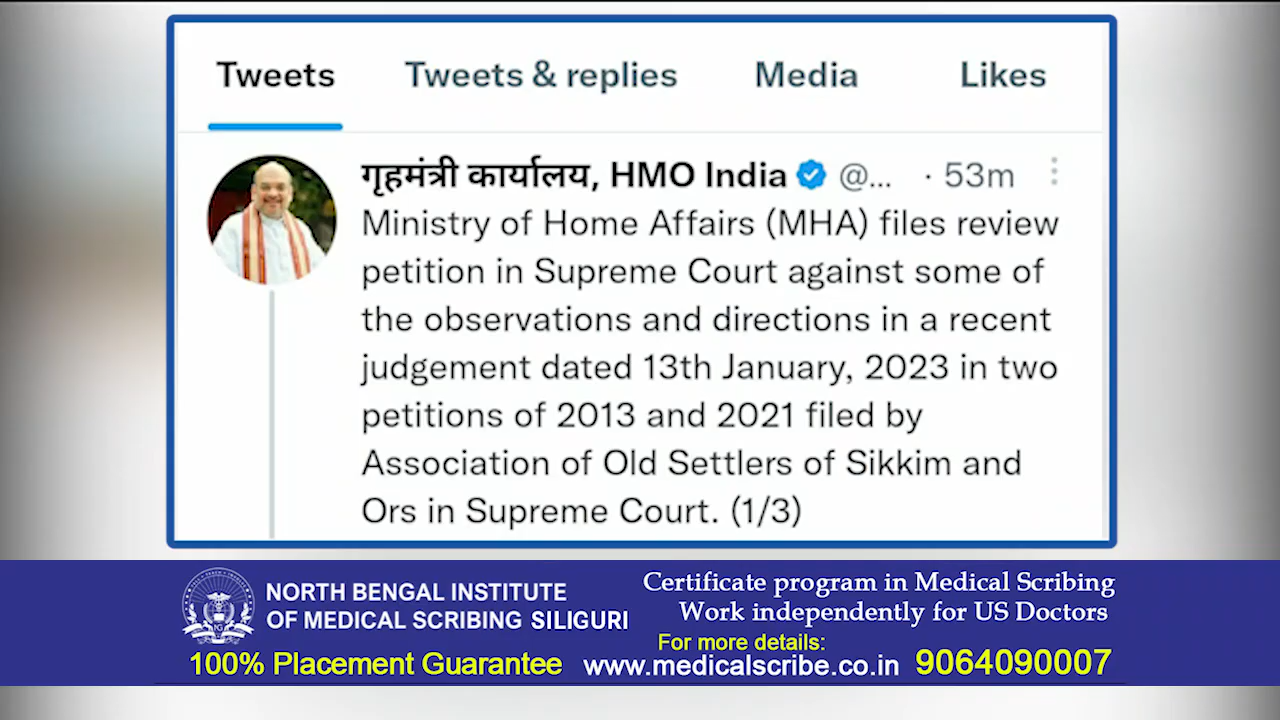 Tweets Tweets & replies Media Likes
गृहमंत्री कार्यालय, HMO India @... · 53m
Ministry of Home Affairs (MHA) files review
petition in Supreme Court against some of
the observations and directions in a recent
judgement dated 13th January, 2023 in two
petitions of 2013 and 2021 filed by
Association of Old Settlers of Sikkim and
Ors in Supreme Court. (1/3)
NORTH BENGAL INSTITUTE
OF MEDICAL SCRIBING SILIGURI
100% Placement Guarantee
Certificate program in Medical Scribing
Work independently for US Doctors
For more details:
www.medicalscribe.co.in 9064090007